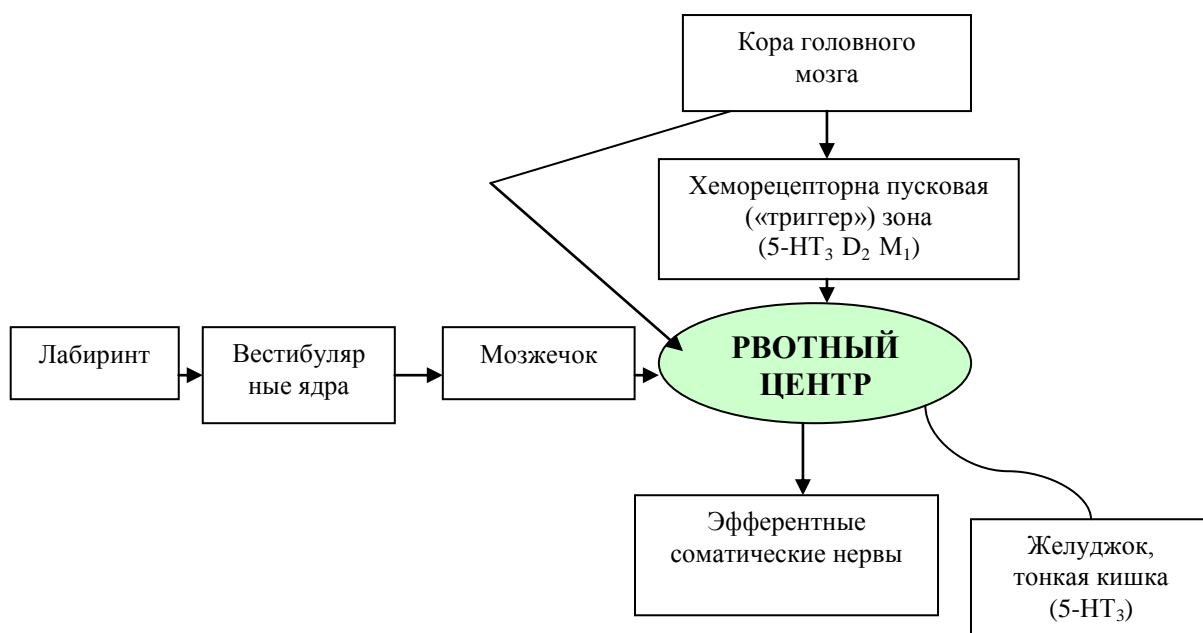 Кора головного
мозга
Хеморецепторна пусковая
(«триггер») зона
(5-HT₃ D₂ M₁)
Лабиринт
Вестибуляр
ные ядра
Мозжечок
РВОТНЫЙ
ЦЕНТР
Эфферентные
соматические нервы
Желуджок,
тонкая кишка
(5-HT₃)